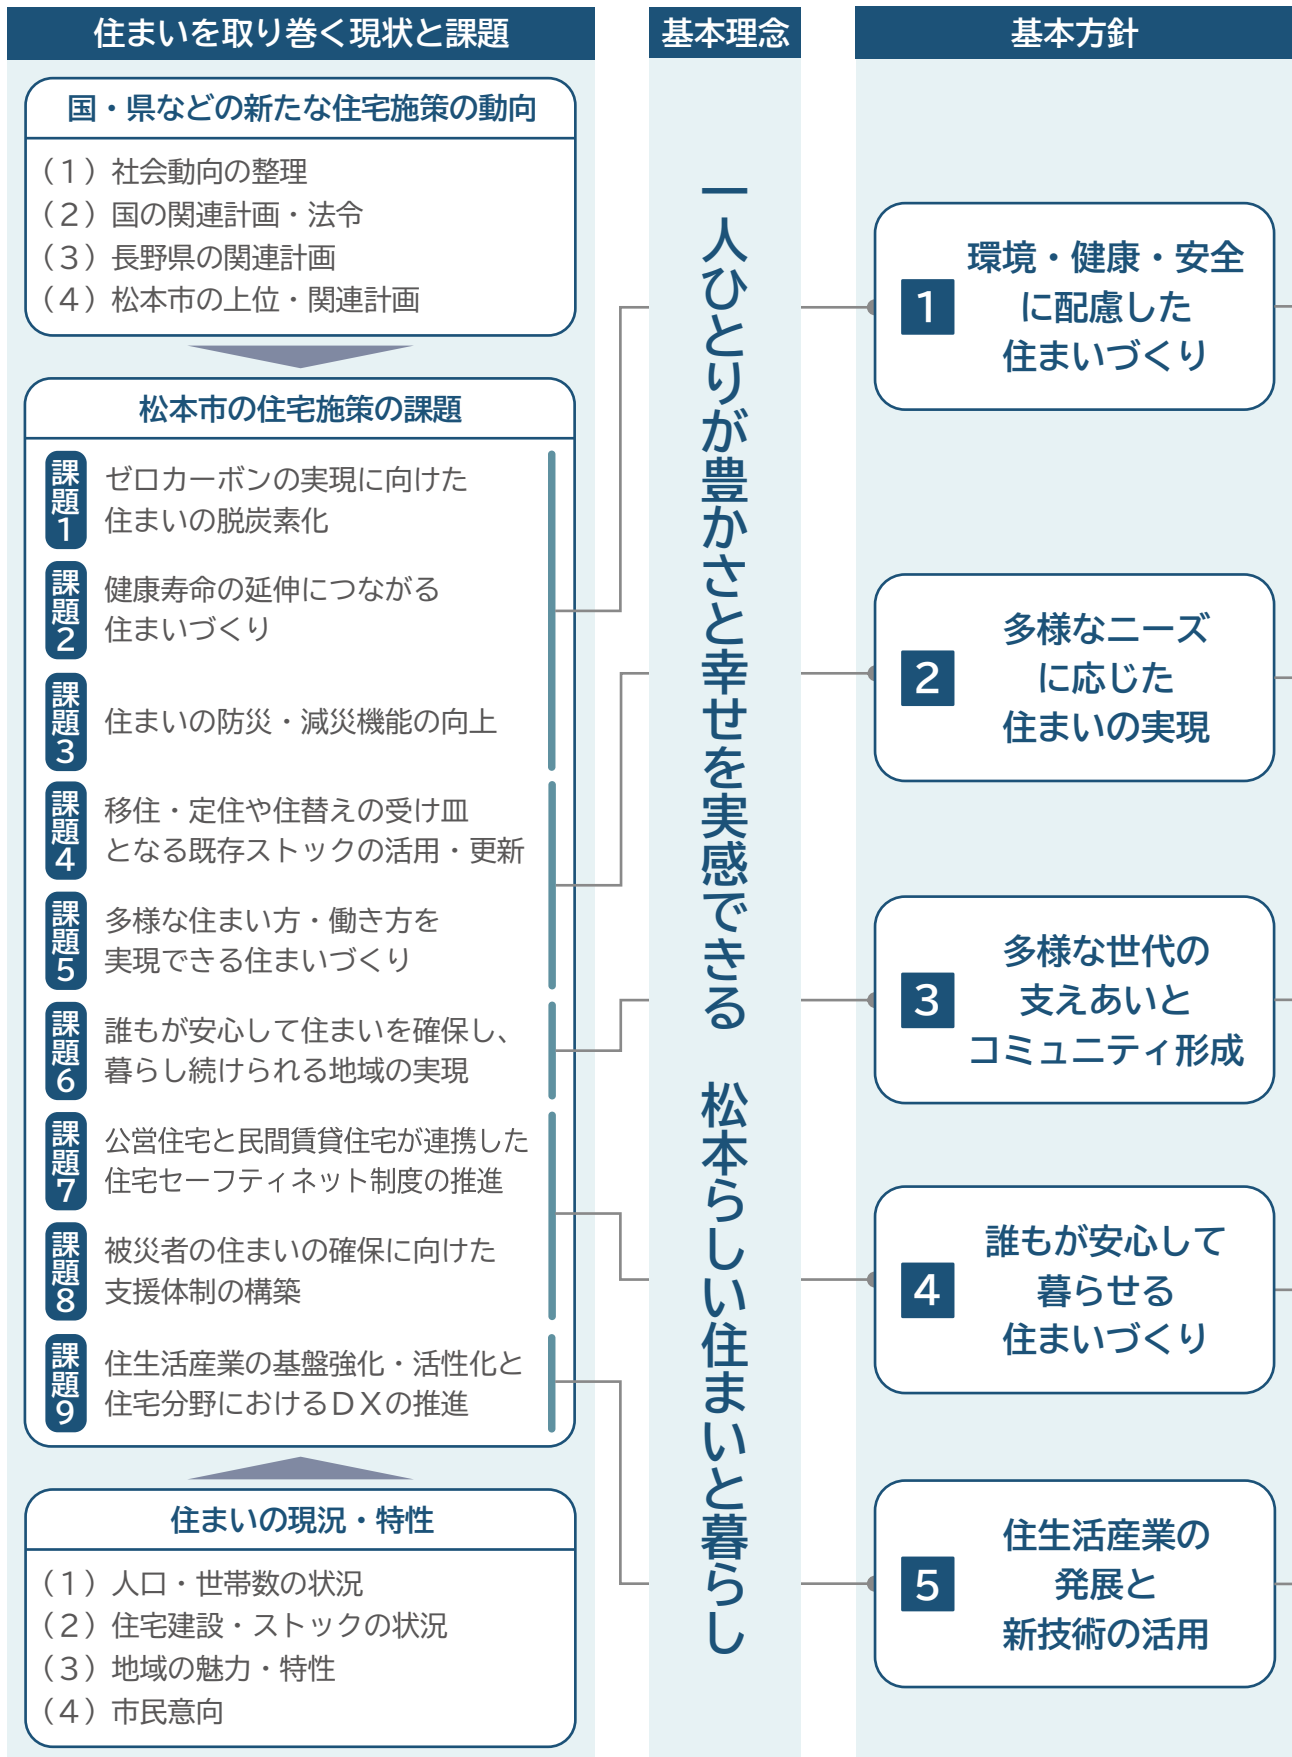 住まいを取り巻く現状と課題
国・県などの新たな住宅施策の動向
（１）社会動向の整理
（２）国の関連計画・法令
（３）長野県の関連計画
（４）松本市の上位・関連計画
松本市の住宅施策の課題
課題1
ゼロカーボンの実現に向けた
住まいの脱炭素化
課題2
健康寿命の延伸につながる
住まいづくり
課題3
住まいの防災・減災機能の向上
課題4
移住・定住や住替えの受け皿
となる既存ストックの活用・更新
課題5
多様な住まい方・働き方を
実現できる住まいづくり
課題6
誰もが安心して住まいを確保し、
暮らし続けられる地域の実現
課題7
公営住宅と民間賃貸住宅が連携した
住宅セーフティネット制度の推進
課題8
被災者の住まいの確保に向けた
支援体制の構築
課題9
住生活産業の基盤強化・活性化と
住宅分野におけるＤＸの推進
住まいの現況・特性
（１）人口・世帯数の状況
（２）住宅建設・ストックの状況
（３）地域の魅力・特性
（４）市民意向
基本理念
一人ひとりが豊かさと幸せを実感できる　松本らしい住まいと暮らし
基本方針
1
環境・健康・安全
に配慮した
住まいづくり
2
多様なニーズ
に応じた
住まいの実現
3
多様な世代の
支えあいと
コミュニティ形成
4
誰もが安心して
暮らせる
住まいづくり
5
住生活産業の
発展と
新技術の活用